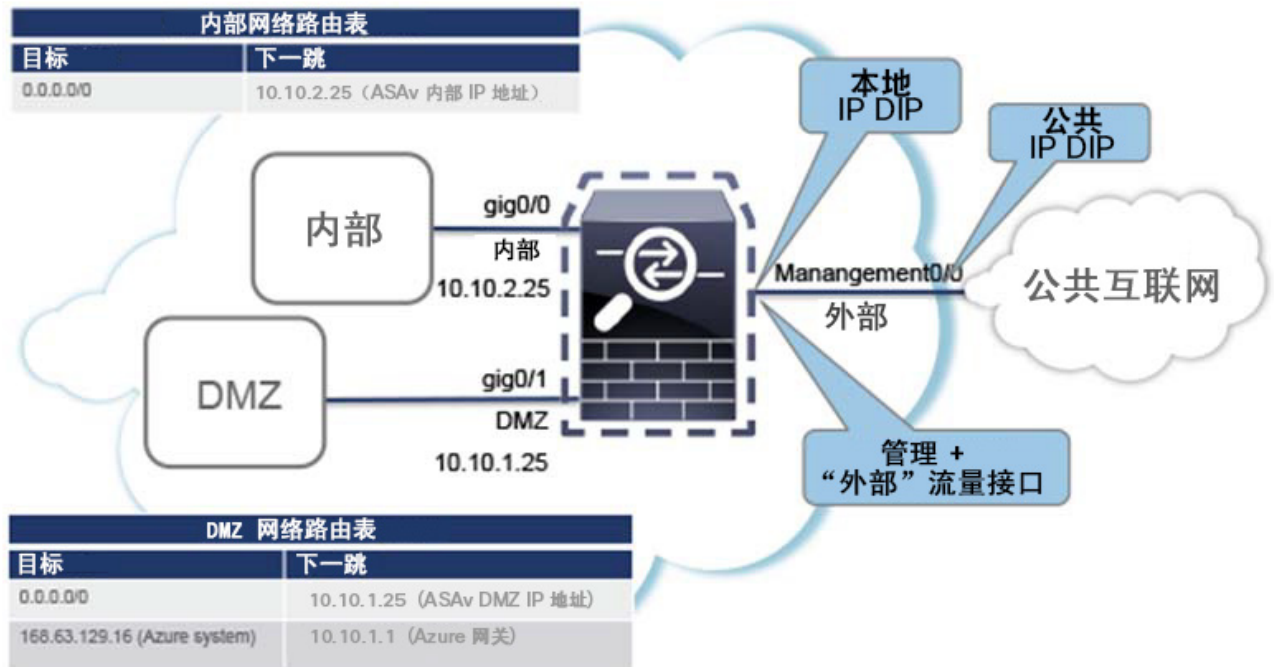 内部网络路由表
目标 下一跳
0.0.0.0/0 10.10.2.25（ASAv 内部 IP 地址）
本地
IP DIP
公共
IP DIP
内部
gig0/0
内部
10.10.2.25
Manangement0/0
外部
公共互联网
DMZ
gig0/1
DMZ
10.10.1.25
管理 +
“外部”流量接口
DMZ 网络路由表
目标 下一跳
0.0.0.0/0 10.10.1.25 (ASAv DMZ IP 地址)
168.63.129.16 (Azure system) 10.10.1.1 (Azure 网关)